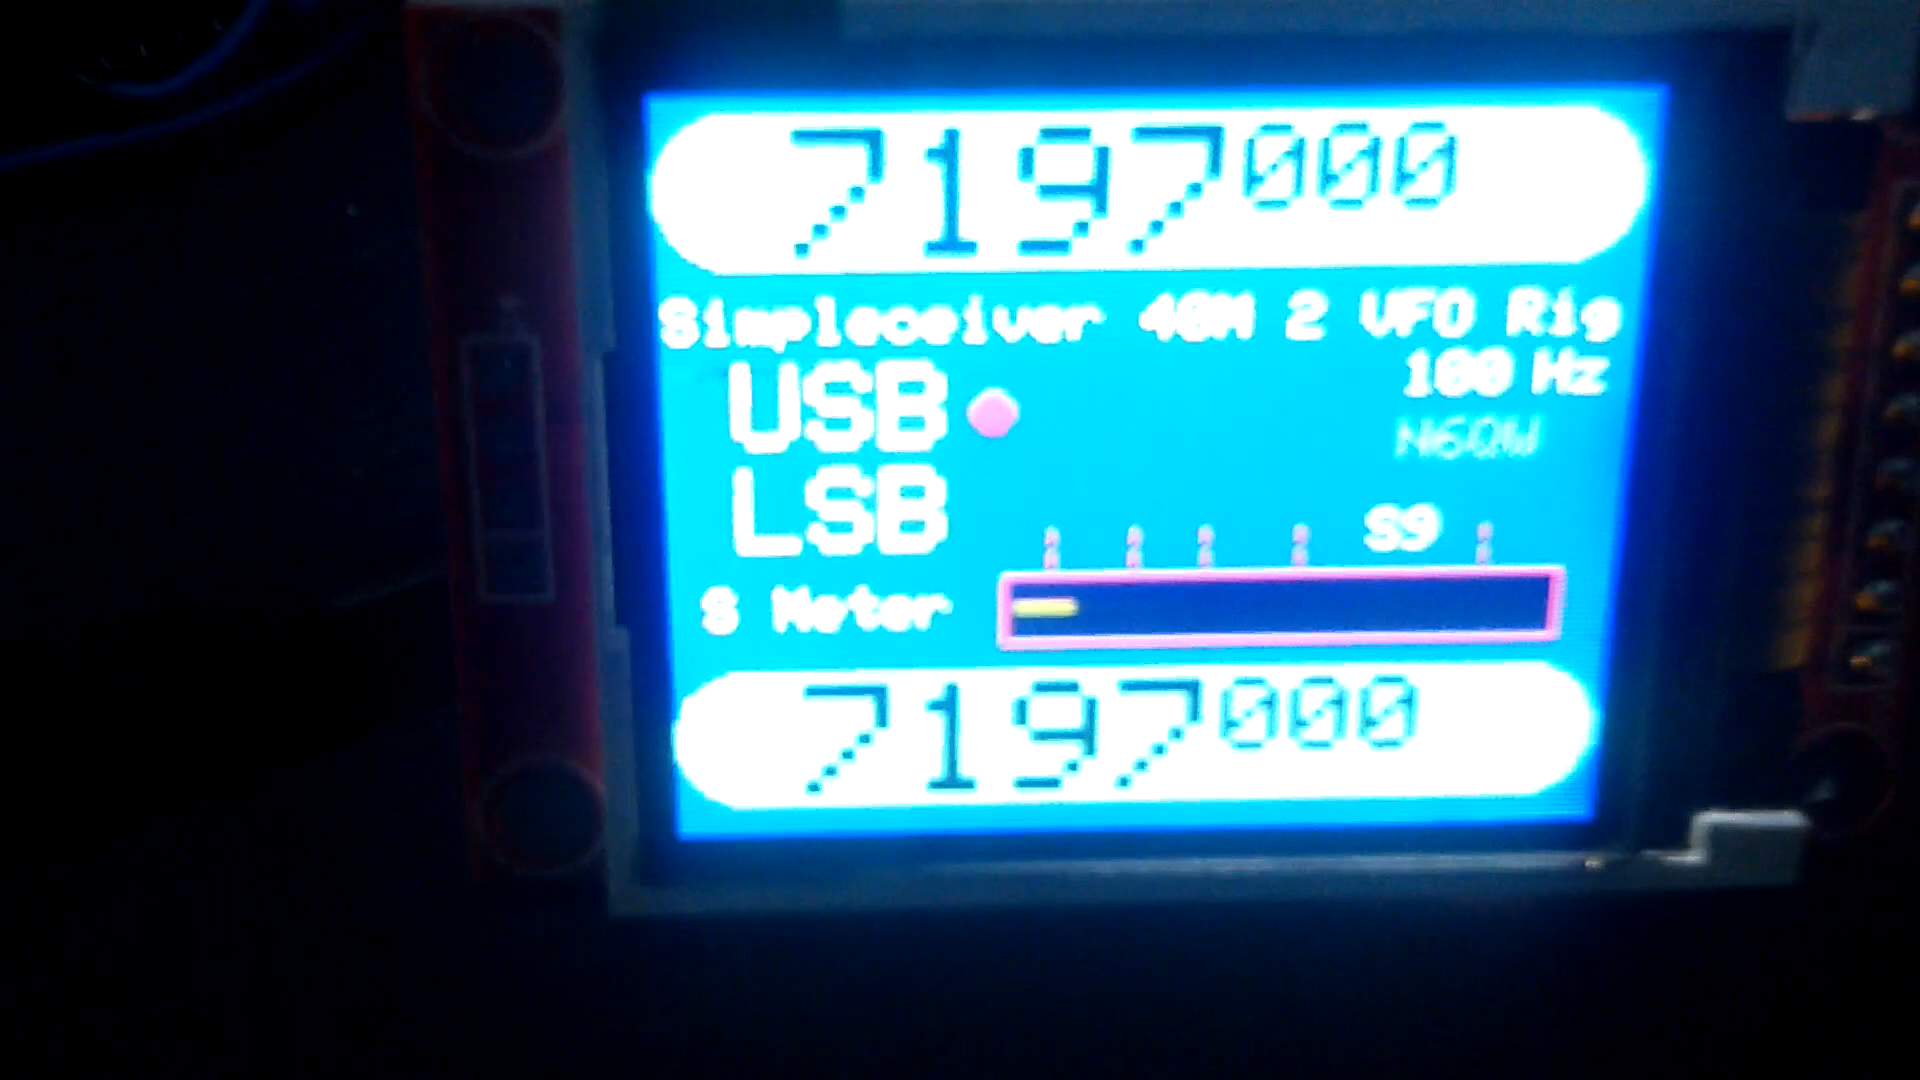 7197000
Simpleceiver 40M 2 VFO Rig
USB
100 Hz
N6QW
LSB
S9
S Meter
7197000